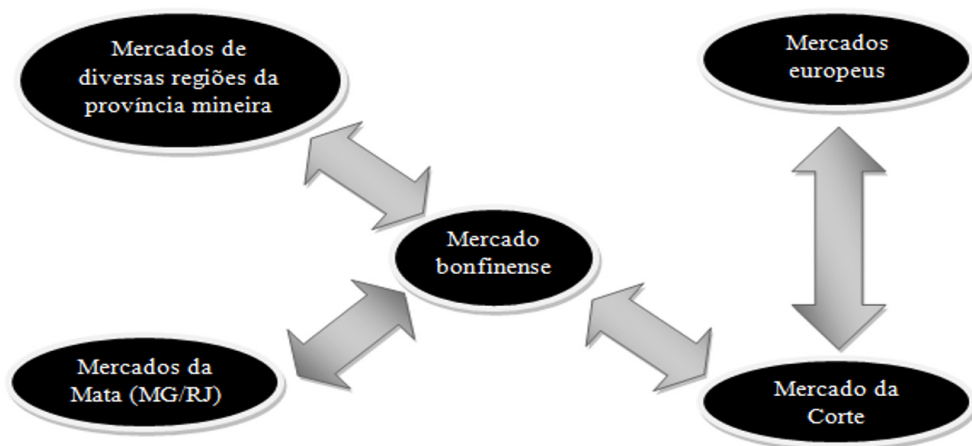 Mercados de
diversas regiões da
província mineira
Mercados
europeus
Mercado
bonfinense
Mercados da
Mata (MG/RJ)
Mercado da
Corte